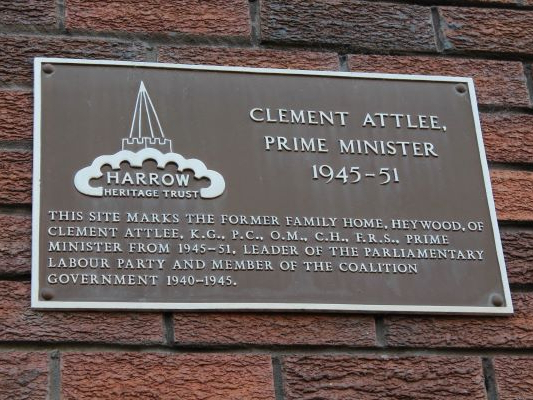 CLEMENT ATTLEE,
PRIME MINISTER
1945-51
HARROW
HERITAGE TRUST
THIS SITE MARKS THE FORMER FAMILY HOME, HEYWOOD, OF
CLEMENT ATTLEE, K.G., P.C., O.M., C.H., F.R.S., PRIME
MINISTER FROM 1945-51, LEADER OF THE PARLIAMENTARY
LABOUR PARTY AND MEMBER OF THE COALITION
GOVERNMENT 1940-1945.